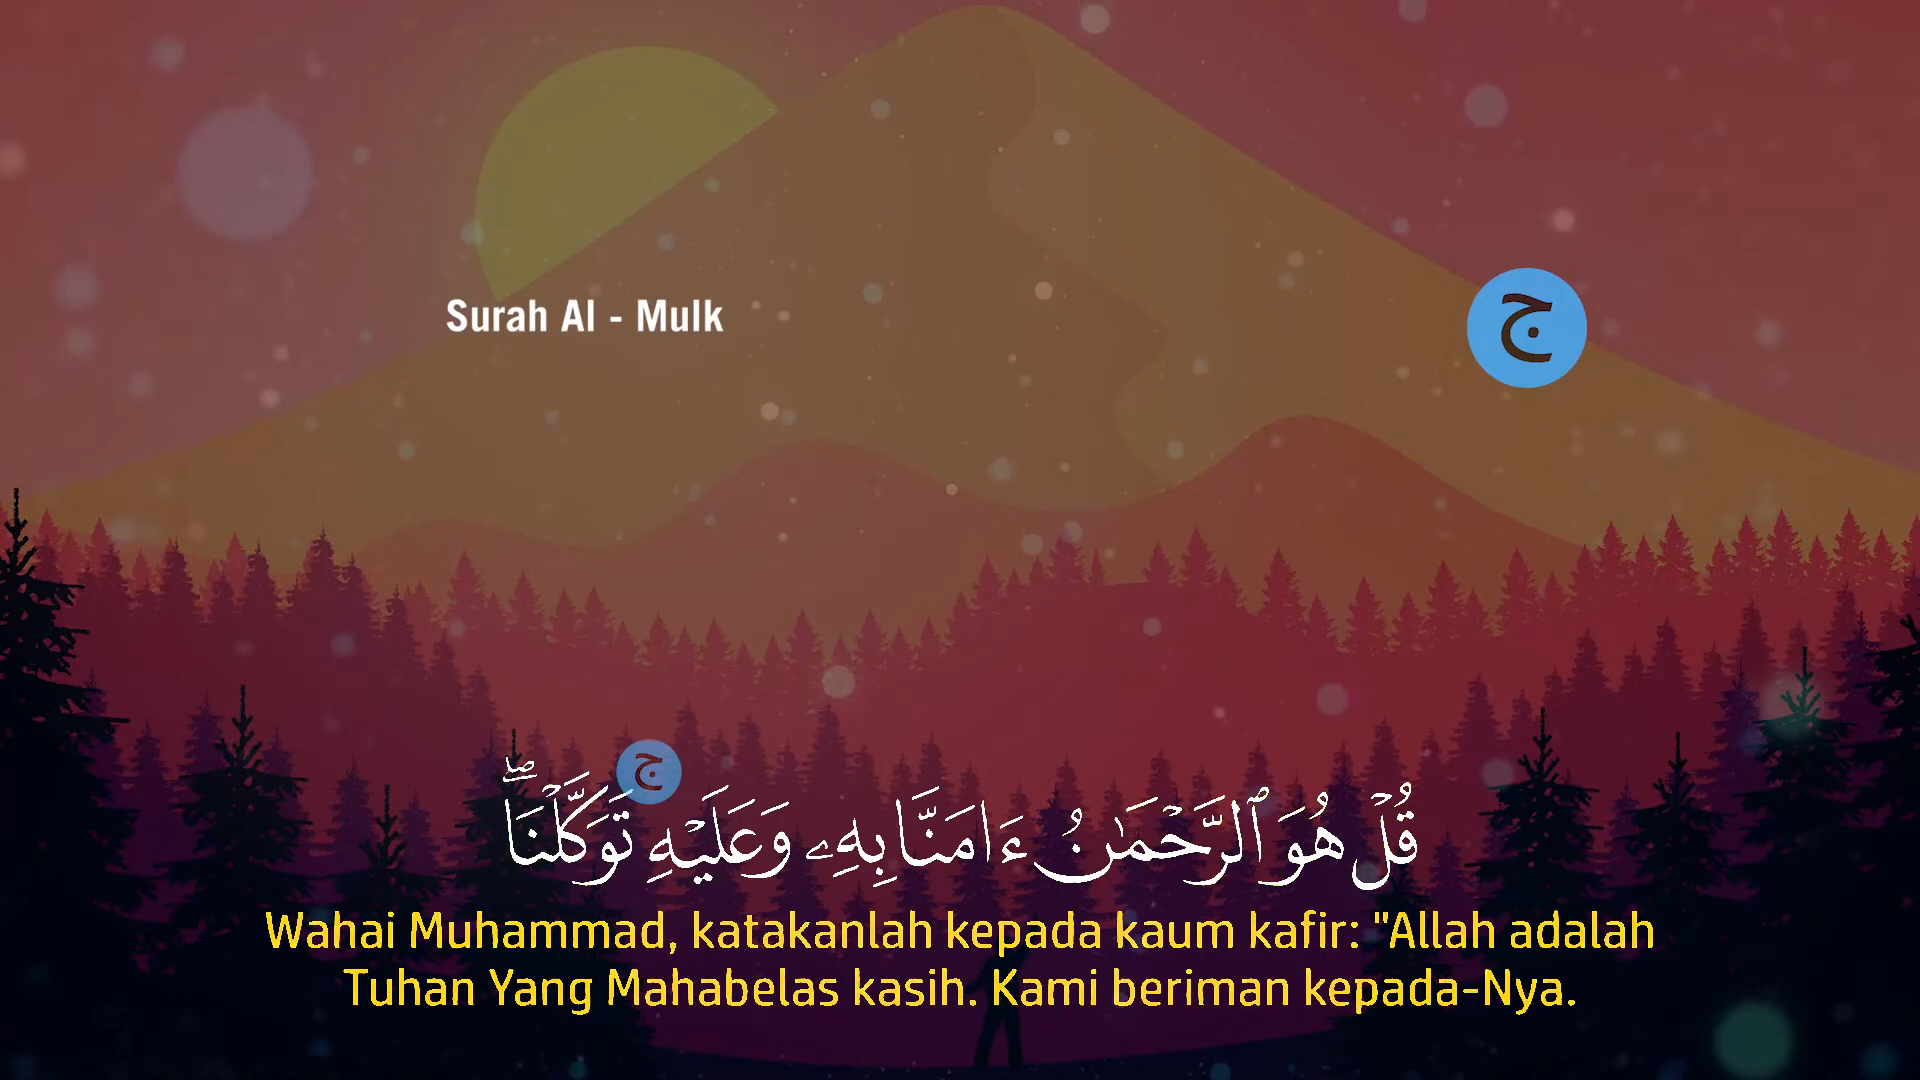 Surah Al - Mulk
ج
ج
قُلْ هُوَ ٱلرَّحْمَٰنُ ءَامَنَّا بِهِۦ وَعَلَيْهِ تَوَكَّلْنَا ۖ
Wahai Muhammad, katakanlah kepada kaum kafir: "Allah adalah
Tuhan Yang Mahabelas kasih. Kami beriman kepada-Nya.